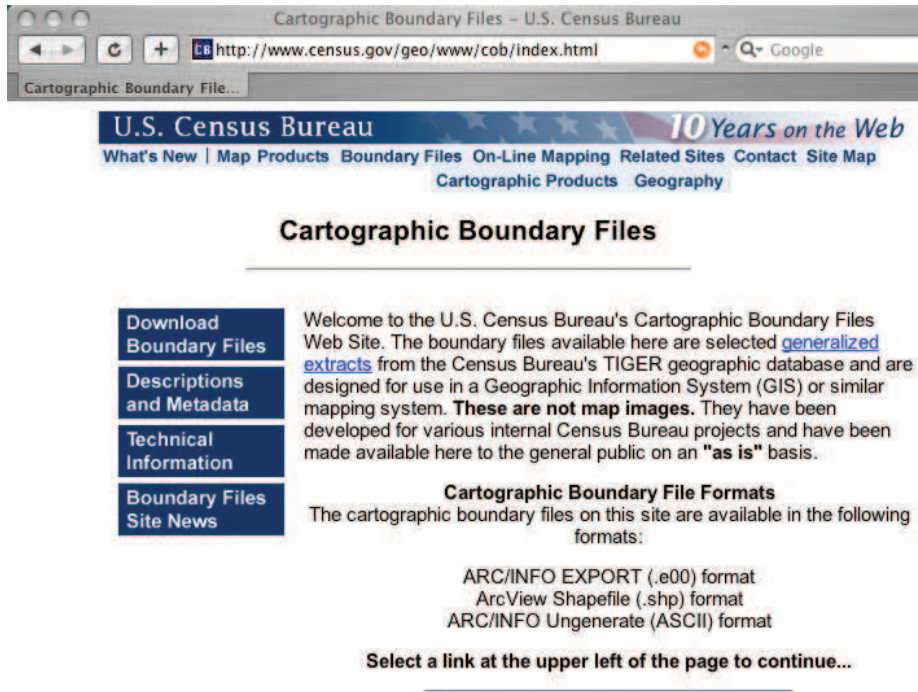 Cartographic Boundary Files – U.S. Census Bureau
CB http://www.census.gov/geo/www/cob/index.html
Google
Cartographic Boundary File...
U.S. Census Bureau
10 Years on the Web
What's New | Map Products Boundary Files On-Line Mapping Related Sites Contact Site Map
Cartographic Products Geography
Cartographic Boundary Files
Download
Boundary Files
Descriptions
and Metadata
Technical
Information
Boundary Files
Site News
Welcome to the U.S. Census Bureau's Cartographic Boundary Files
Web Site. The boundary files available here are selected generalized
extracts from the Census Bureau's TIGER geographic database and are
designed for use in a Geographic Information System (GIS) or similar
mapping system. These are not map images. They have been
developed for various internal Census Bureau projects and have been
made available here to the general public on an "as is" basis.
Cartographic Boundary File Formats
The cartographic boundary files on this site are available in the following
formats:
ARC/INFO EXPORT (.e00) format
ArcView Shapefile (.shp) format
ARC/INFO Ungenerate (ASCII) format
Select a link at the upper left of the page to continue...